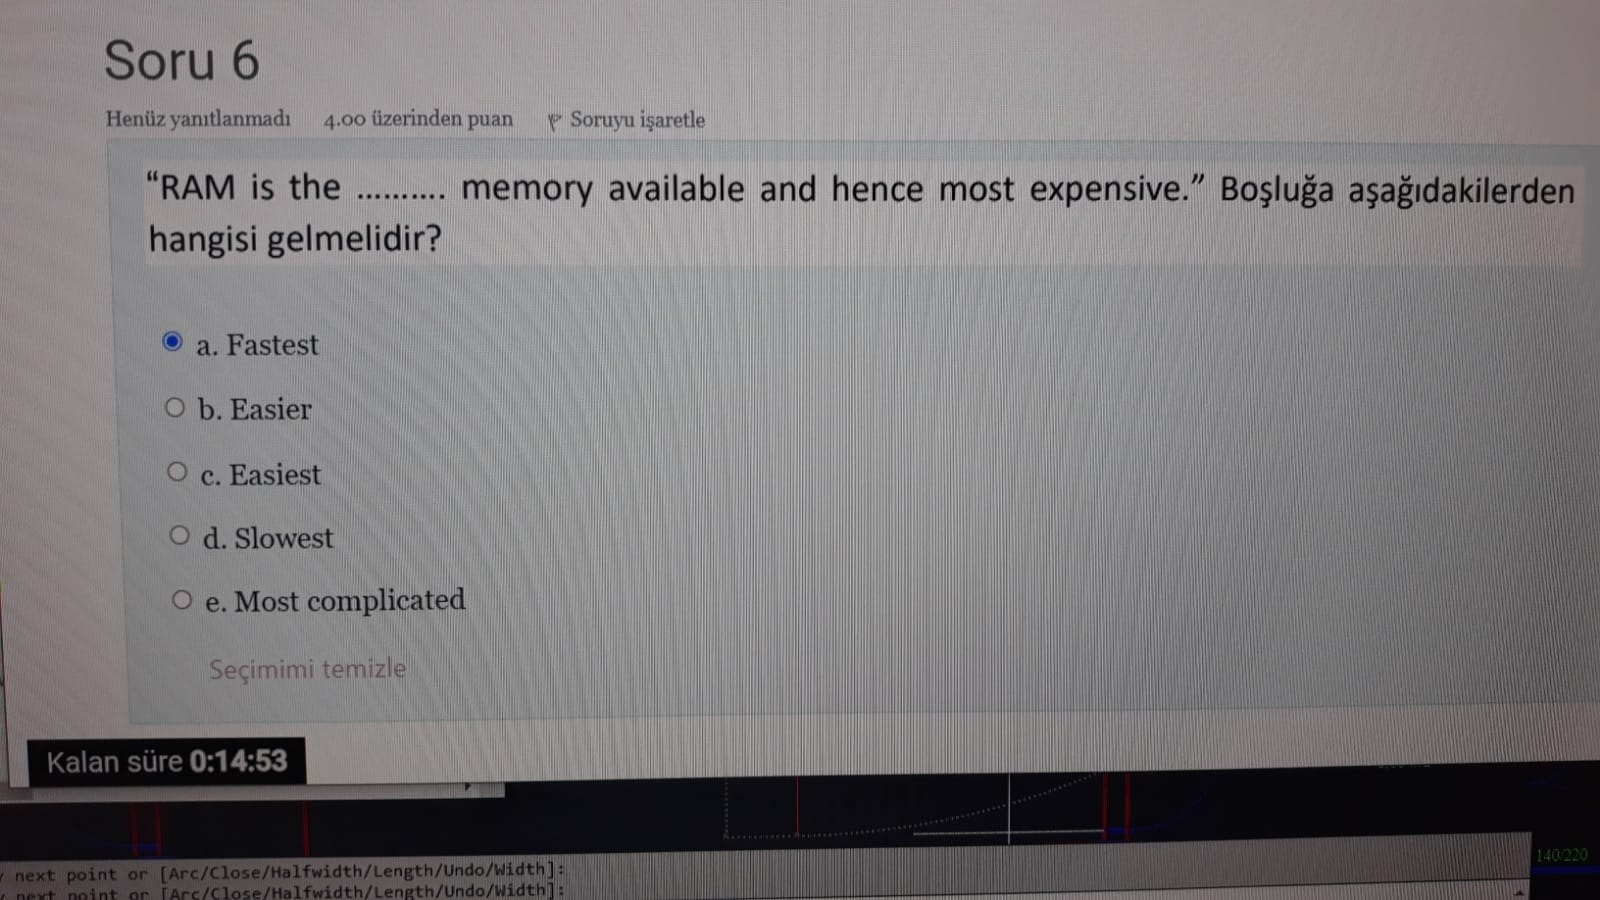 Soru 6
Henüz yanıtlanmadı 4.00 üzerinden puan Soruyu işaretle
“RAM is the .......... memory available and hence most expensive.” Boşluğa aşağıdakilerden
hangisi gelmelidir?
a. Fastest
b. Easier
c. Easiest
d. Slowest
e. Most complicated
Seçimimi temizle
Kalan süre 0:14:53
140/220
next point or [Arc/Close/Halfwidth/Length/Undo/Width]:
next point or [Arc/Close/Halfwidth/Length/Undo/Width]: